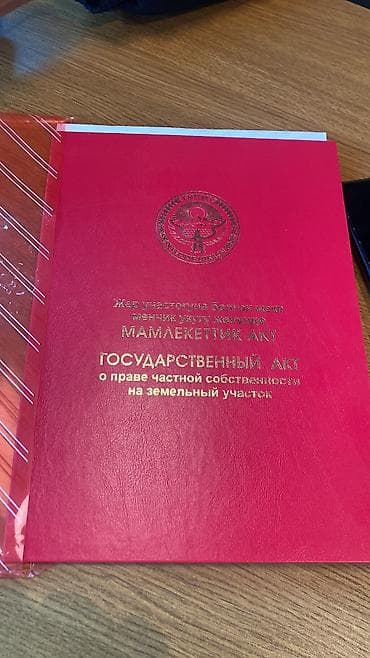 Жер участогуна болгон жеке
менчик укугу жөнүндө
МАМЛЕКЕТТИК АКТ
ГОСУДАРСТВЕННЫЙ АКТ
о праве частной собственности
на земельный участок